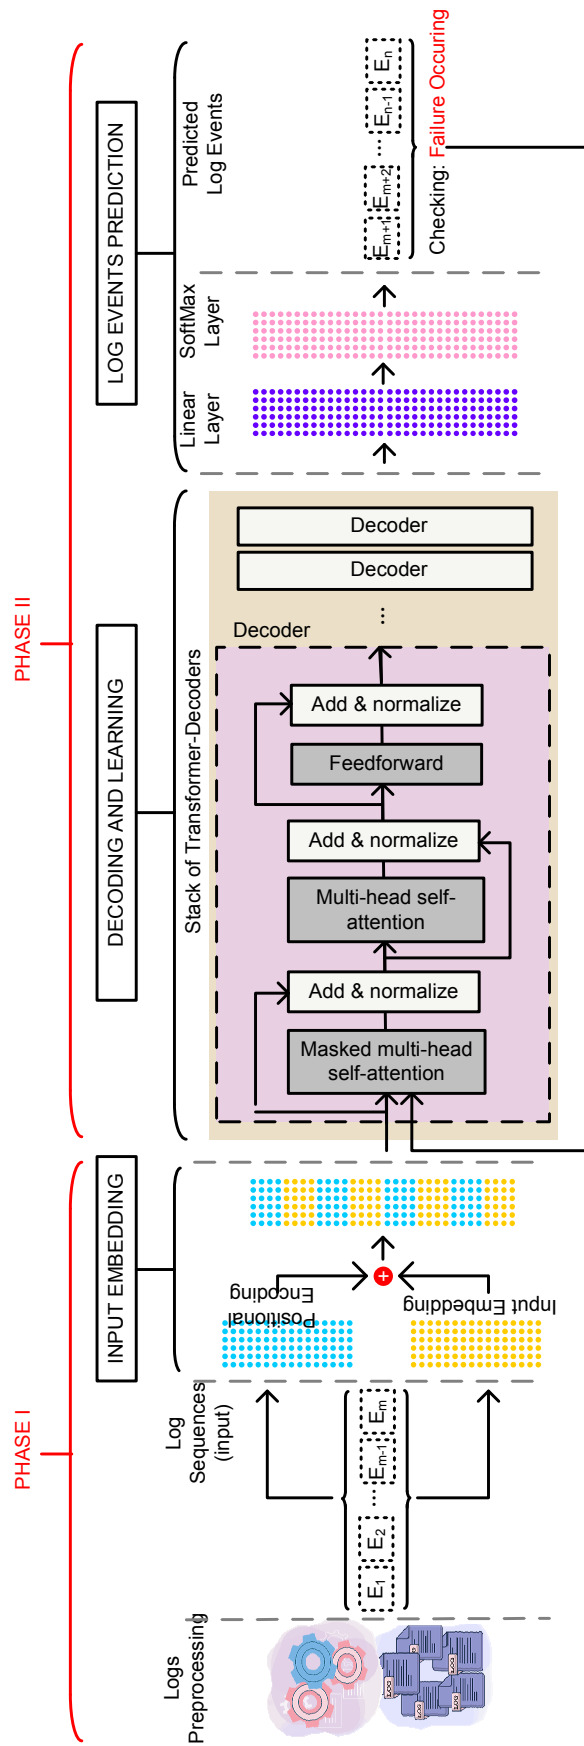 PHASE I
PHASE II
INPUT EMBEDDING
DECODING AND LEARNING
LOG EVENTS PREDICTION
Logs
Preprocessing
Log
Sequences
(input)
E1
E2
...
Em-1
Em
Positional
Encoding
Input Embedding
+
Stack of Transformer-Decoders
Masked multi-head
self-attention
Add & normalize
Multi-head self-
attention
Add & normalize
Feedforward
Add & normalize
Decoder
...
Decoder
Decoder
Linear
Layer
SoftMax
Layer
Predicted
Log Events
Em+1
Em+2
...
En-1
En
Checking: Failure Occuring